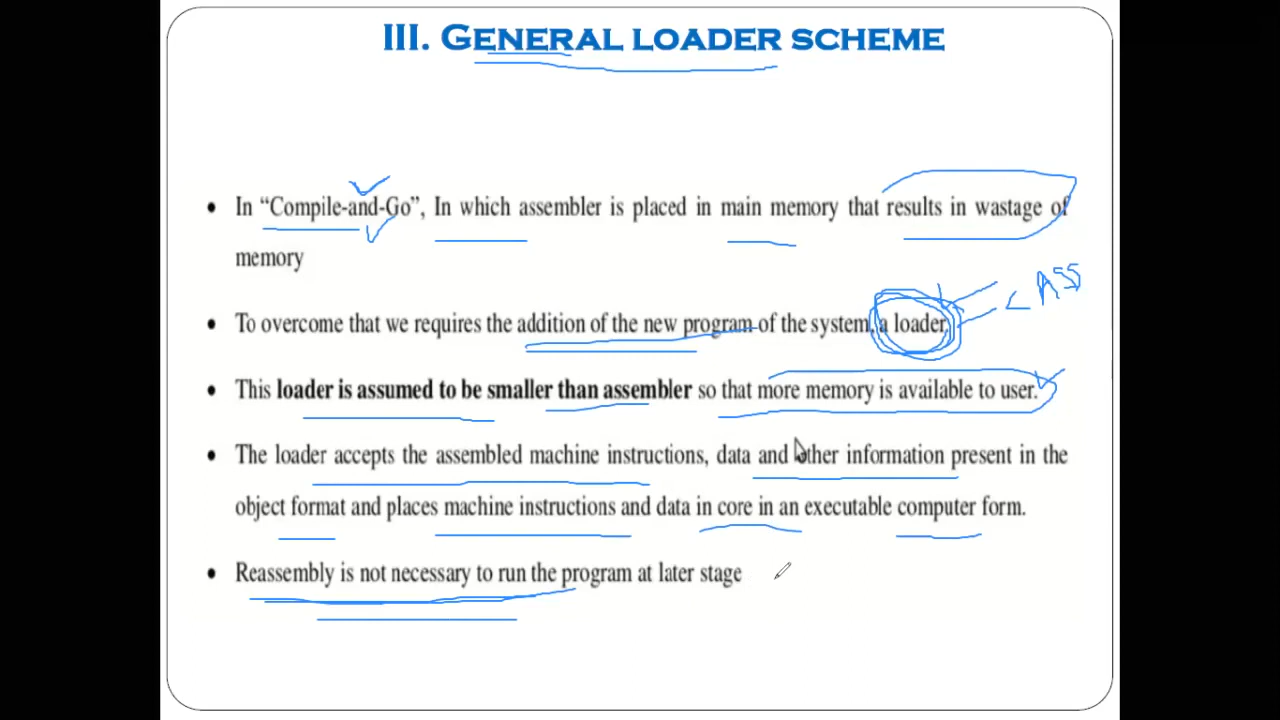 III. GENERAL LOADER SCHEME
• In “Compile-and-Go”, In which assembler is placed in main memory that results in wastage of
memory
< ASS
• To overcome that we requires the addition of the new program of the system, a loader.
• This loader is assumed to be smaller than assembler so that more memory is available to user.
• The loader accepts the assembled machine instructions, data and other information present in the
object format and places machine instructions and data in core in an executable computer form.
• Reassembly is not necessary to run the program at later stage